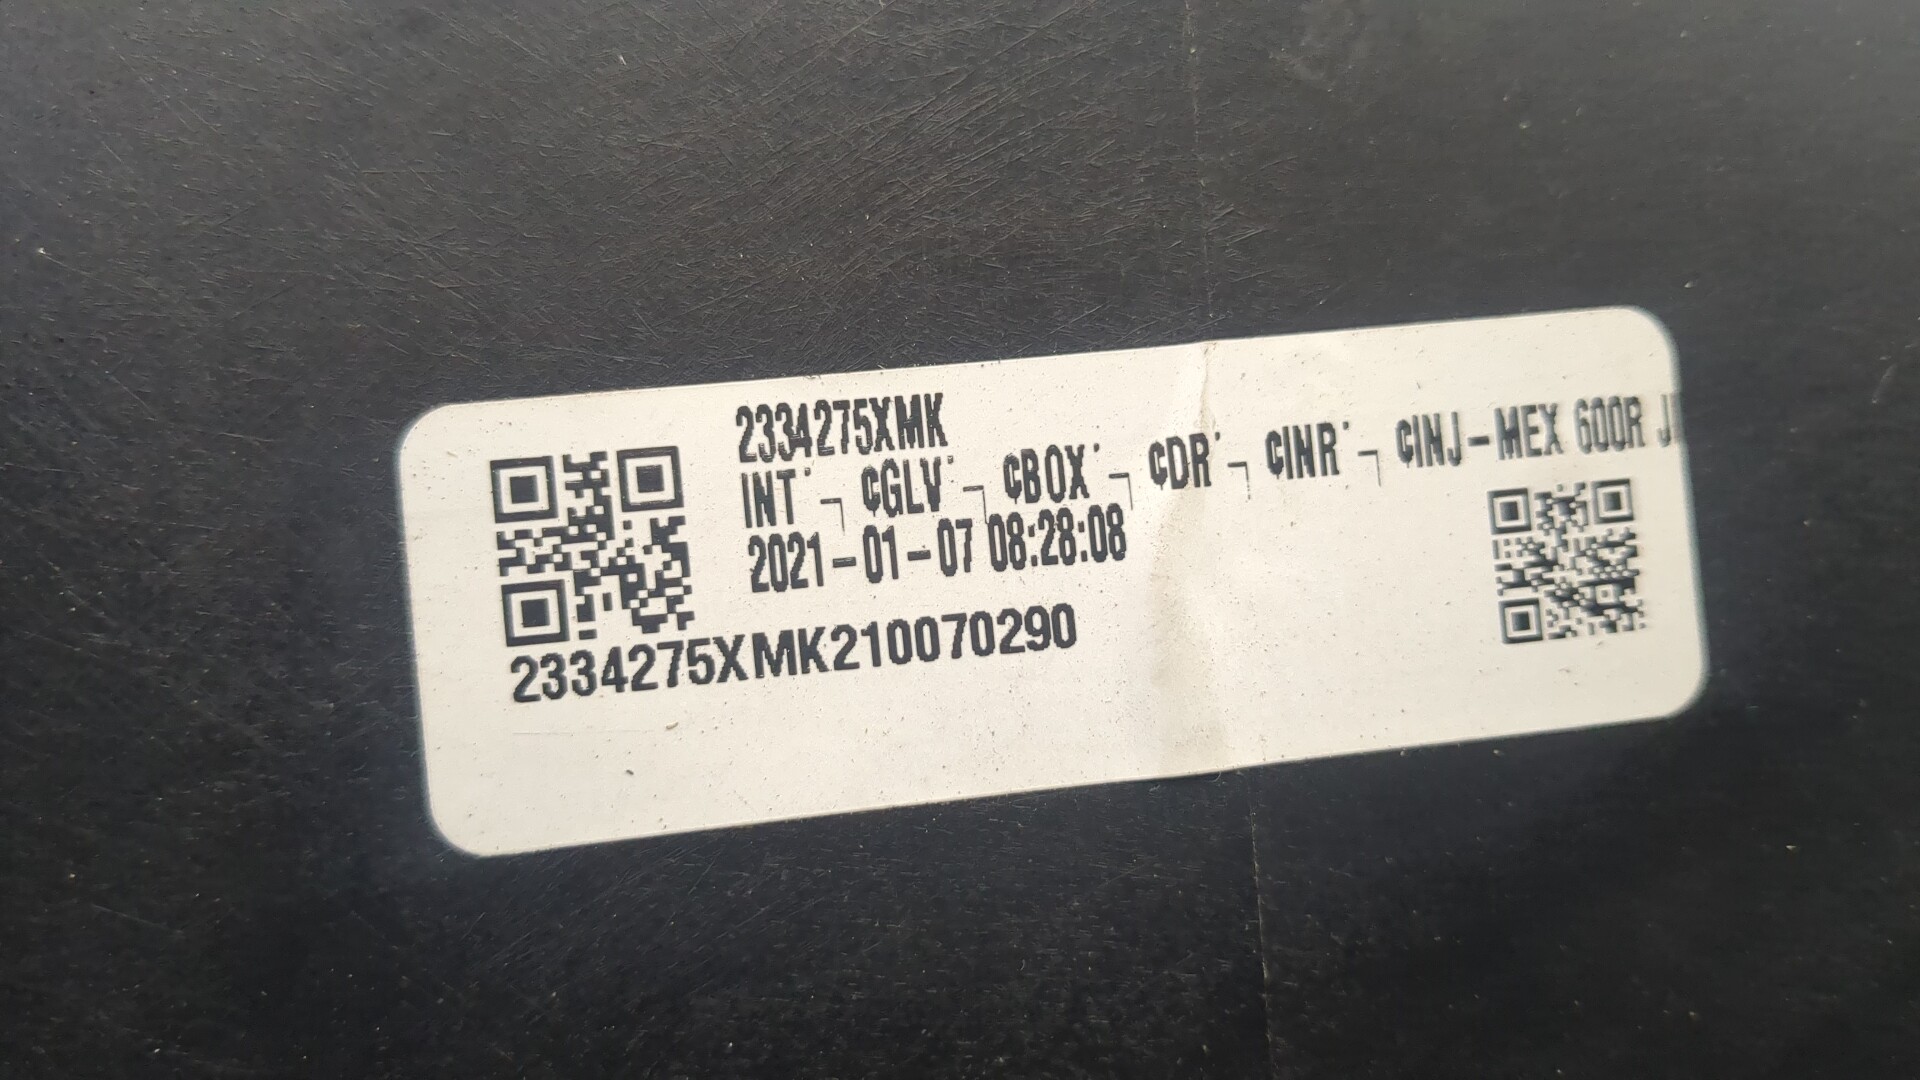 2334275XMK
INT˙¬ ¢GLV˙¬ ¢BOX˙¬ ¢DR˙¬ ¢INR˙¬ ¢INJ-MEX 600R J
2021-01-07 08:28:08
2334275XMK210070290